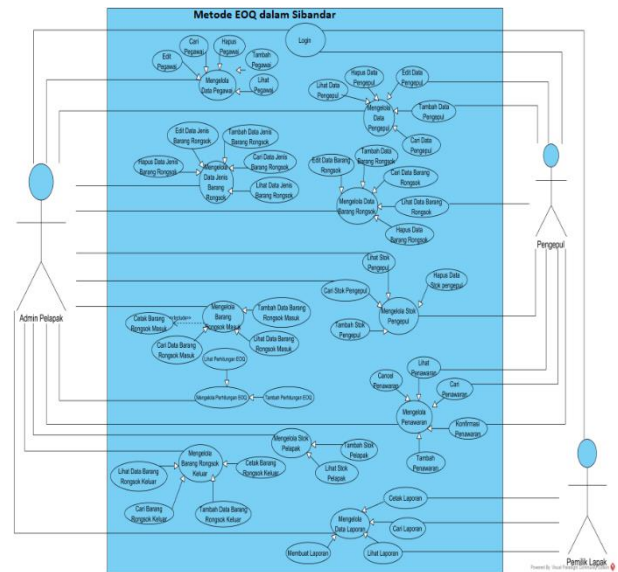 Metode EOQ dalam Sibandar
Login
Cari
Pegawai
Hapus
Pegawai
Edit
Pegawai
Tambah
Pegawai
Lihat
Pegawai
Mengelola
Data Pegawai
Hapus Data
Pengepul
Edit Data
Pengepul
Lihat Data
Pengepul
Mengelola
Data
Pengepul
Tambah Data
Pengepul
Cari Data
Pengepul
Edit Data Jenis
Barang Rongsok
Tambah Data Jenis
Barang Rongsok
Hapus Data Jenis
Barang Rongsok
Mengelola
Data Jenis
Barang Rongsok
Cari Data Jenis
Barang Rongsok
Lihat Data Jenis
Barang Rongsok
Edit Data Barang
Rongsok
Tambah Data
Barang Rongsok
Cari Data Barang
Rongsok
Mengelola Data
Barang Rongsok
Lihat Data Barang
Rongsok
Hapus Data
Barang Rongsok
Admin Pelapak
Pengepul
Lihat Stok
Pengepul
Hapus Data
Stok pengepul
Cari Stok Pengepul
Mengelola Stok
Pengepul
Tambah Stok
Pengepul
Cetak Barang
Rongsok Masuk
Mengelola
Barang
Rongsok Masuk
Tambah Data Barang
Rongsok Masuk
Cari Data Barang
Rongsok Masuk
Lihat Data Barang
Rongsok Masuk
Lihat Perhitungan EOQ
Mengelola Perhitungan EOQ
Tambah Perhitungan EOQ
Cancel
Penawaran
Lihat
Penawaran
Cari
Penawaran
Mengelola
Penawaran
Konfirmasi
Penawaran
Tambah
Penawaran
Mengelola Stok
Pelapak
Tambah Stok
Pelapak
Lihat Stok
Pelapak
Lihat Data Barang
Rongsok Keluar
Mengelola
Barang Rongsok
Keluar
Cetak Barang
Rongsok Keluar
Cari Barang
Rongsok Keluar
Tambah Data Barang
Rongsok Keluar
Cetak Laporan
Mengelola
Data Laporan
Cari Laporan
Membuat Laporan
Lihat Laporan
Pemilik Lapak
Powered By Visual Paradigm Community Edition